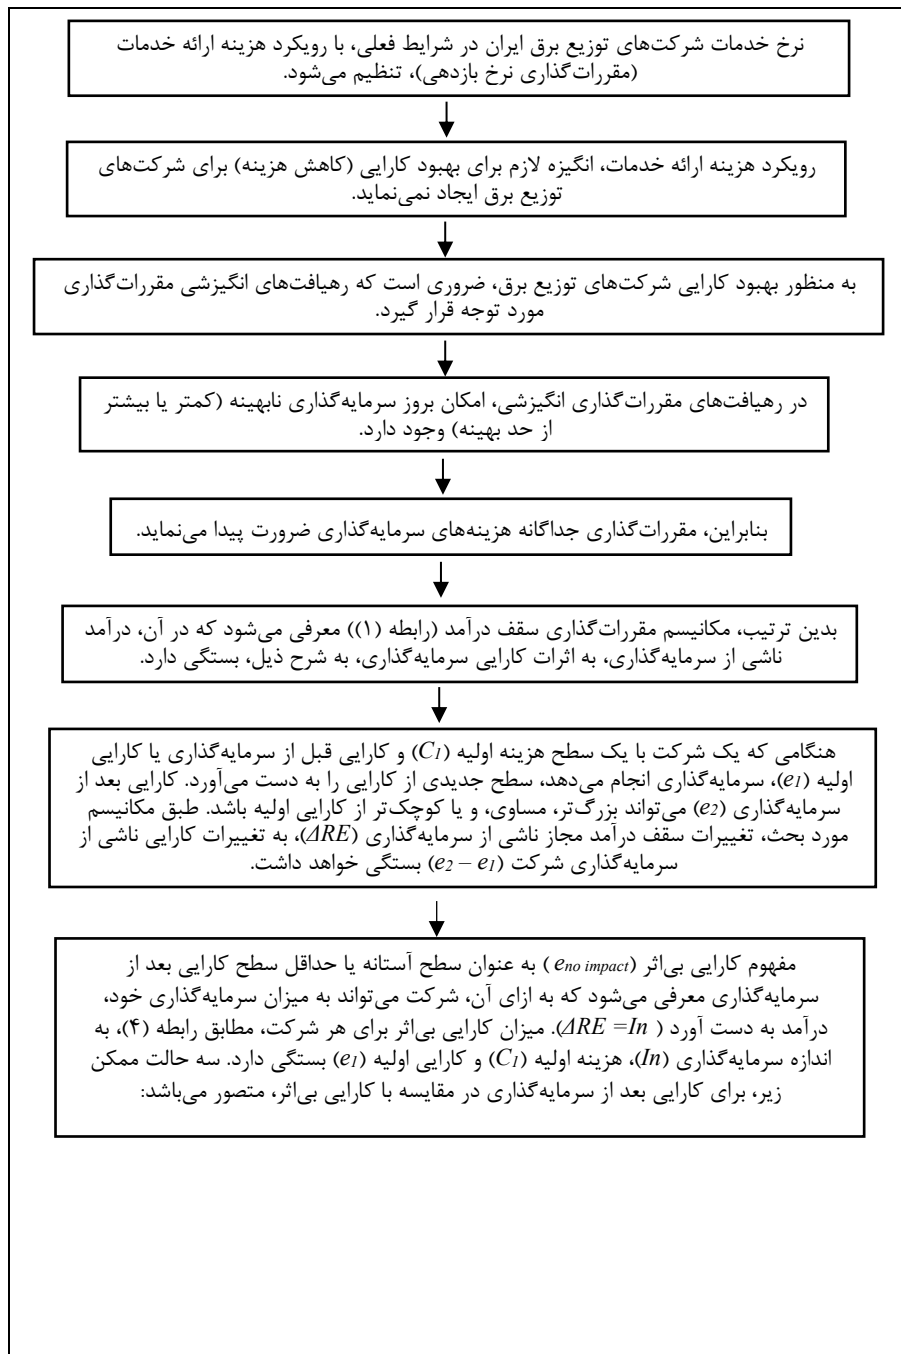 نرخ خدمات شرکت‌های توزیع برق ایران در شرایط فعلی، با رویکرد هزینه ارائه خدمات
(مقررات‌گذاری نرخ بازدهی)، تنظیم می‌شود.
رویکرد هزینه ارائه خدمات، انگیزه لازم برای بهبود کارایی (کاهش هزینه) برای شرکت‌های
توزیع برق ایجاد نمی‌نماید.
به منظور بهبود کارایی شرکت‌های توزیع برق، ضروری است که رهیافت‌های انگیزشی مقررات‌گذاری
مورد توجه قرار گیرد.
در رهیافت‌های مقررات‌گذاری انگیزشی، امکان بروز سرمایه‌گذاری نابهینه (کمتر یا بیشتر
از حد بهینه) وجود دارد.
بنابراین، مقررات‌گذاری جداگانه هزینه‌های سرمایه‌گذاری ضرورت پیدا می‌نماید.
بدین ترتیب، مکانیسم مقررات‌گذاری سقف درآمد (رابطه (۱)) معرفی می‌شود که در آن، درآمد
ناشی از سرمایه‌گذاری، به اثرات کارایی سرمایه‌گذاری، به شرح ذیل، بستگی دارد.
هنگامی که یک شرکت با یک سطح هزینه اولیه (C1) و کارایی قبل از سرمایه‌گذاری یا کارایی
اولیه (e1)، سرمایه‌گذاری انجام می‌دهد، سطح جدیدی از کارایی را به دست می‌آورد. کارایی بعد از
سرمایه‌گذاری (e2) می‌تواند بزرگ‌تر، مساوی، و یا کوچک‌تر از کارایی اولیه باشد. طبق مکانیسم
مورد بحث، تغییرات سقف درآمد مجاز ناشی از سرمایه‌گذاری (ΔRE)، به تغییرات کارایی ناشی از
سرمایه‌گذاری شرکت (e2 – e1) بستگی خواهد داشت.
مفهوم کارایی بی‌اثر (e no impact) به عنوان سطح آستانه یا حداقل سطح کارایی بعد از
سرمایه‌گذاری معرفی می‌شود که به ازای آن، شرکت می‌تواند به میزان سرمایه‌گذاری خود،
درآمد به دست آورد (ΔRE =In). میزان کارایی بی‌اثر برای هر شرکت، مطابق رابطه (۴)، به
اندازه سرمایه‌گذاری (In)، هزینه اولیه (C1) و کارایی اولیه (e1) بستگی دارد. سه حالت ممکن
زیر، برای کارایی بعد از سرمایه‌گذاری در مقایسه با کارایی بی‌اثر، متصور می‌باشد: